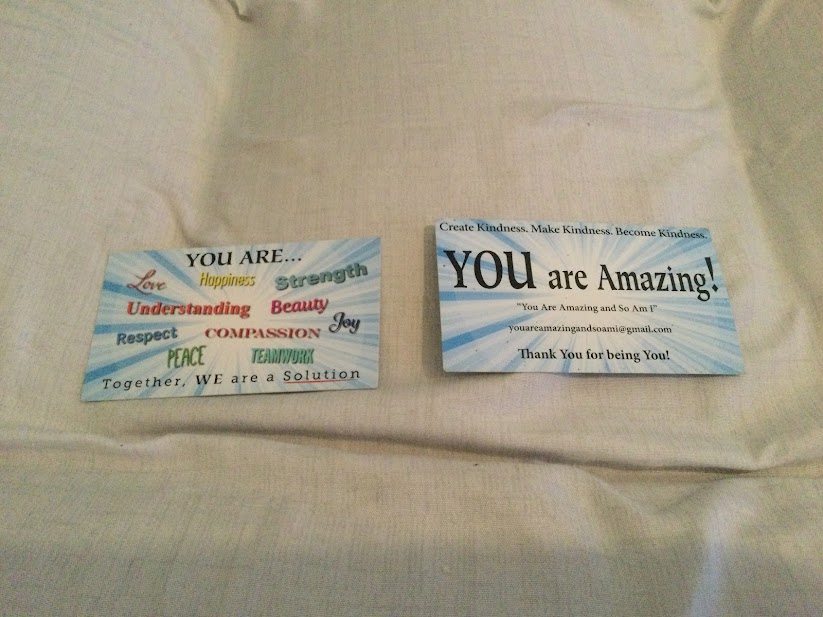 YOU ARE...
Love Happiness Strength
Understanding Beauty
Respect COMPASSION Joy
PEACE TEAMWORK
Together, WE are a Solution
Create Kindness. Make Kindness. Become Kindness.
YOU are Amazing!
"You Are Amazing and So Am I"
youareamazingandsoami@gmail.com
Thank You for being You!